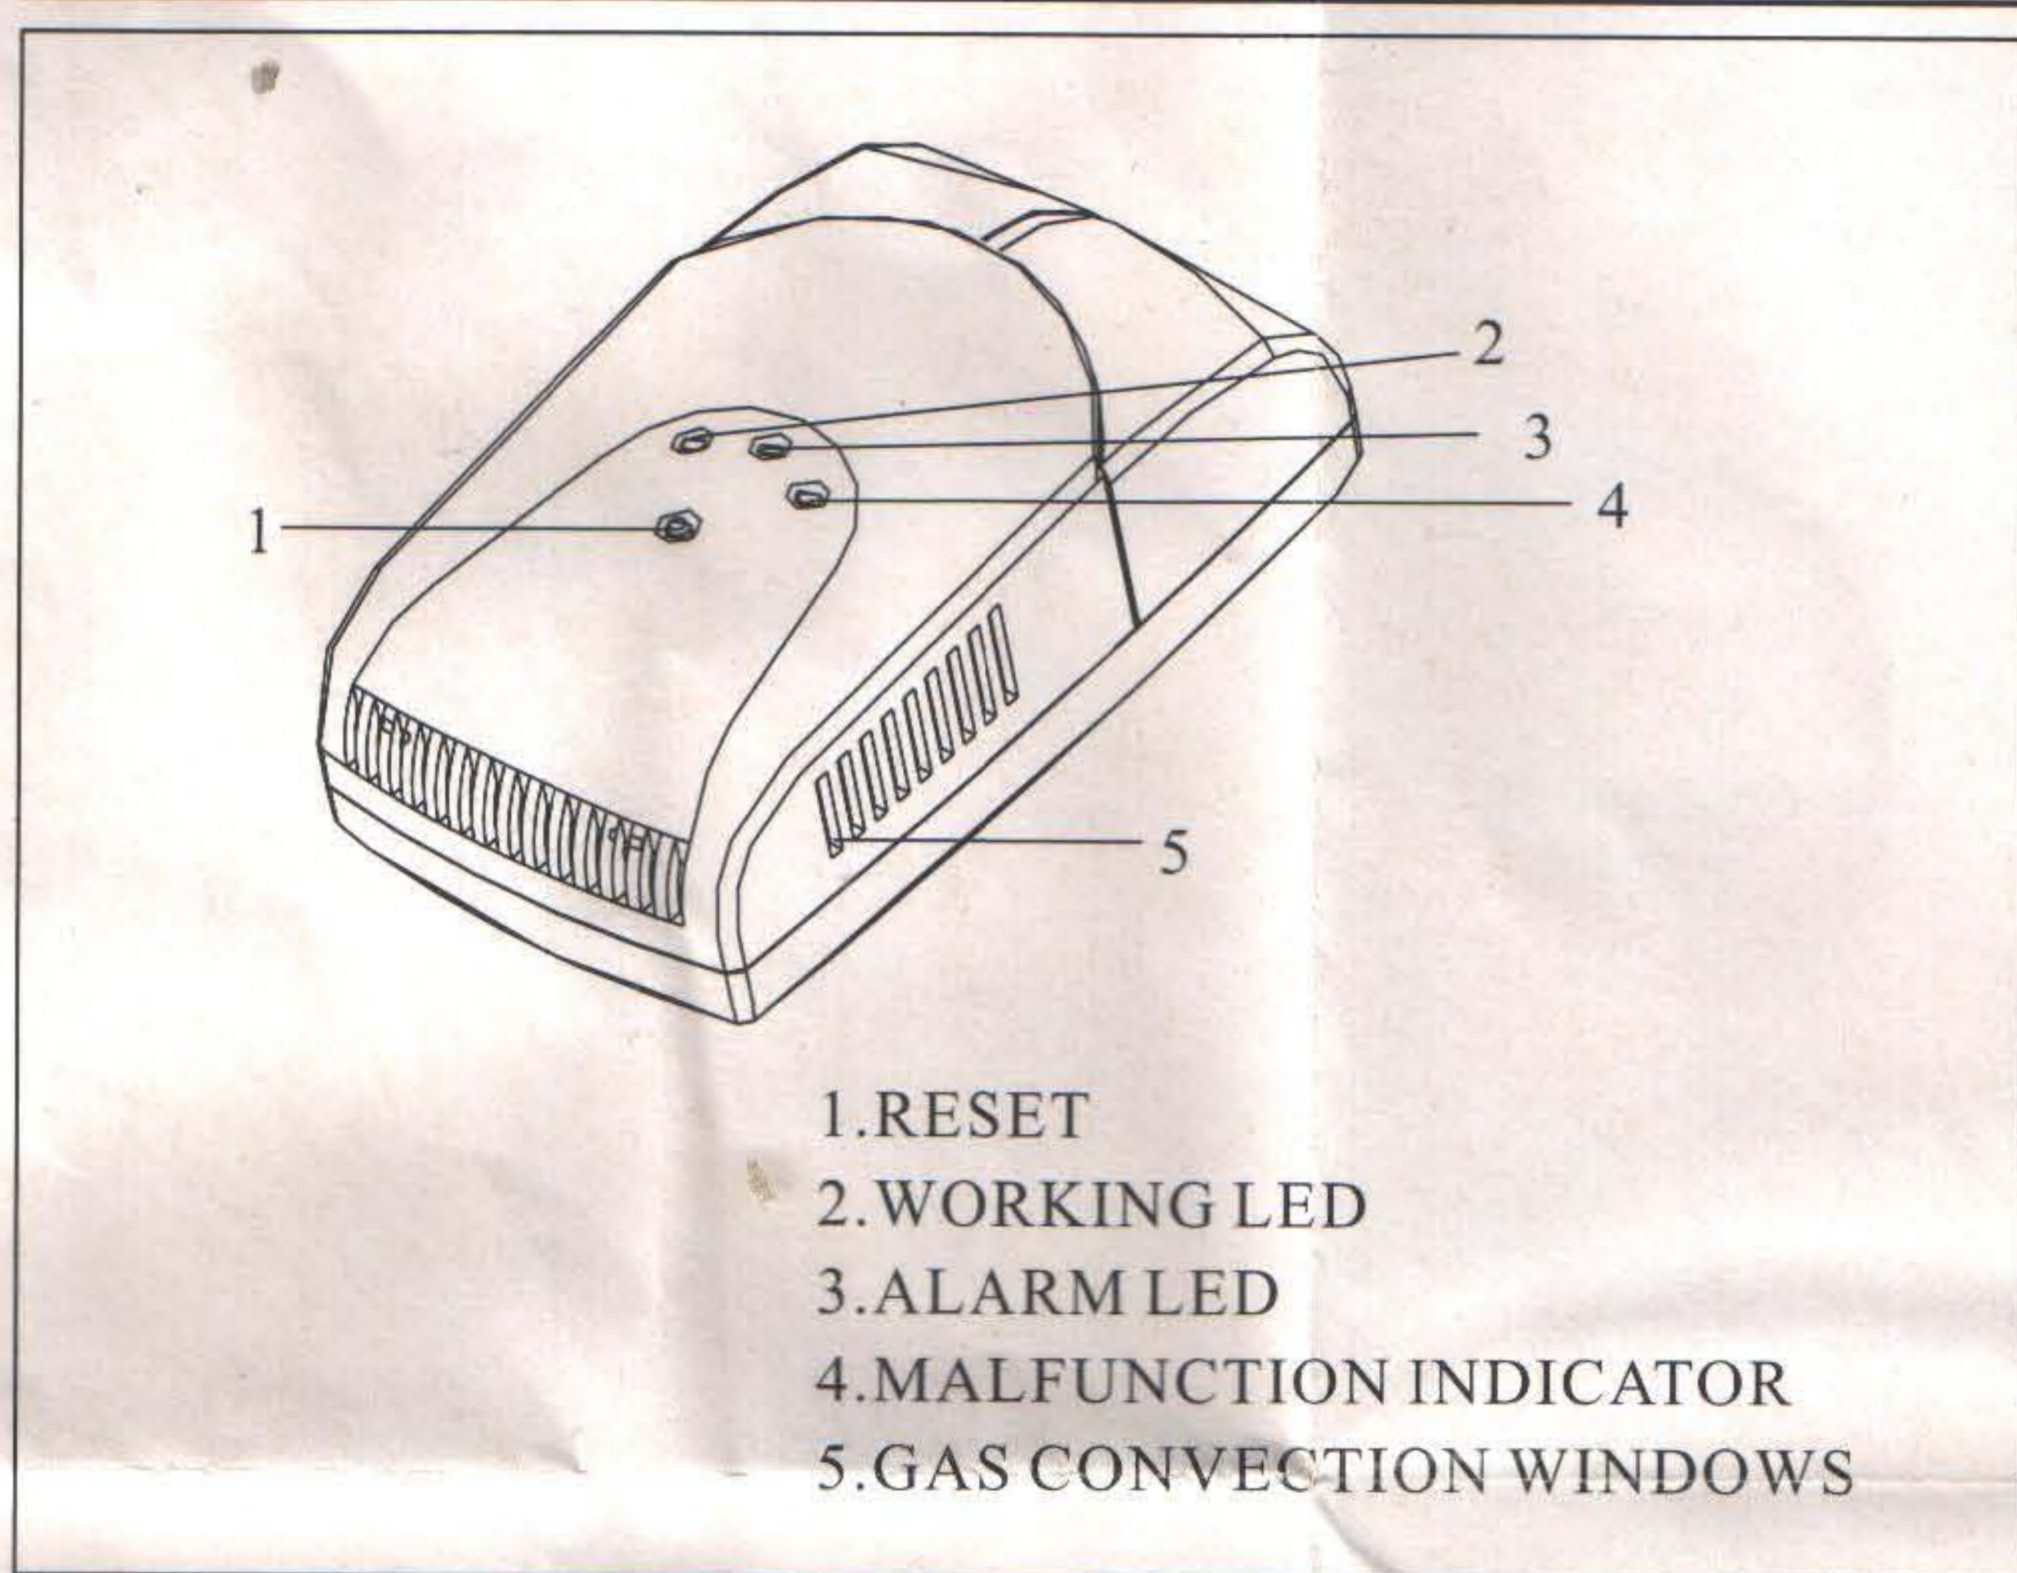 2
3
4
1
5
1.RESET
2.WORKING LED
3.ALARM LED
4.MALFUNCTION INDICATOR
5.GAS CONVECTION WINDOWS